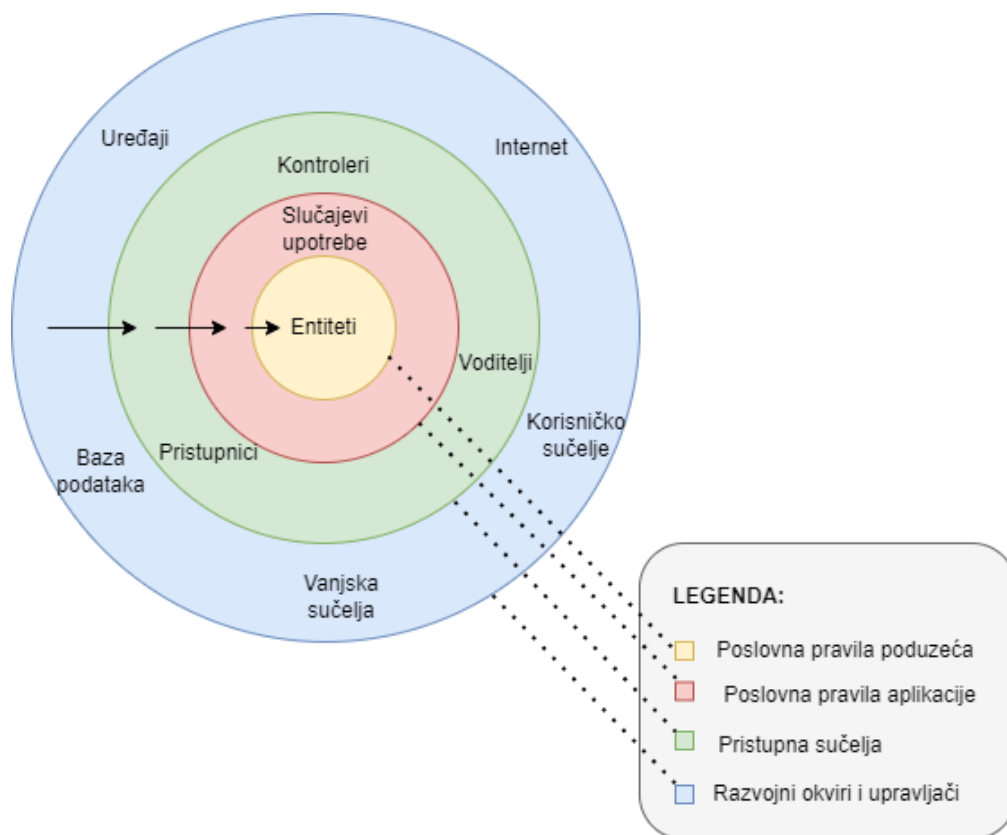 Uređaji
Internet
Kontroleri
Slučajevi
upotrebe
Entiteti
Voditelji
Korisničko
sučelje
Pristupnici
Baza
podataka
Vanjska
sučelja
LEGENDA:
Poslovna pravila poduzeća
Poslovna pravila aplikacije
Pristupna sučelja
Razvojni okviri i upravljači